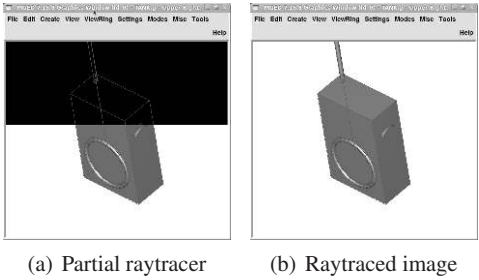 File Edit Create View ViewRing Settings Modes Misc Tools
Help
File Edit Create View ViewRing Settings Modes Misc Tools
Help
(a) Partial raytracer
(b) Raytraced image